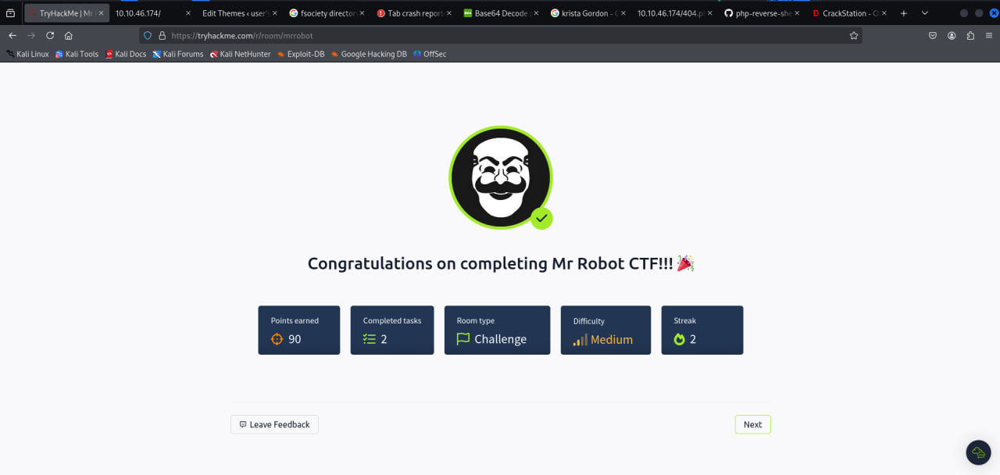 TryHackMe | Mr R
10.10.46.174/
Edit Themes ‹ user's
fsociety directory
Tab crash report
Base64 Decode a
krista Gordon - G
10.10.46.174/404.p
php-reverse-she
CrackStation - O
https://tryhackme.com/r/room/mrrobot
Kali Linux
Kali Tools
Kali Docs
Kali Forums
Kali NetHunter
Exploit-DB
Google Hacking DB
OffSec
Congratulations on completing Mr Robot CTF!!! 🎉
Points earned
90
Completed tasks
2
Room type
Challenge
Difficulty
Medium
Streak
2
Leave Feedback
Next